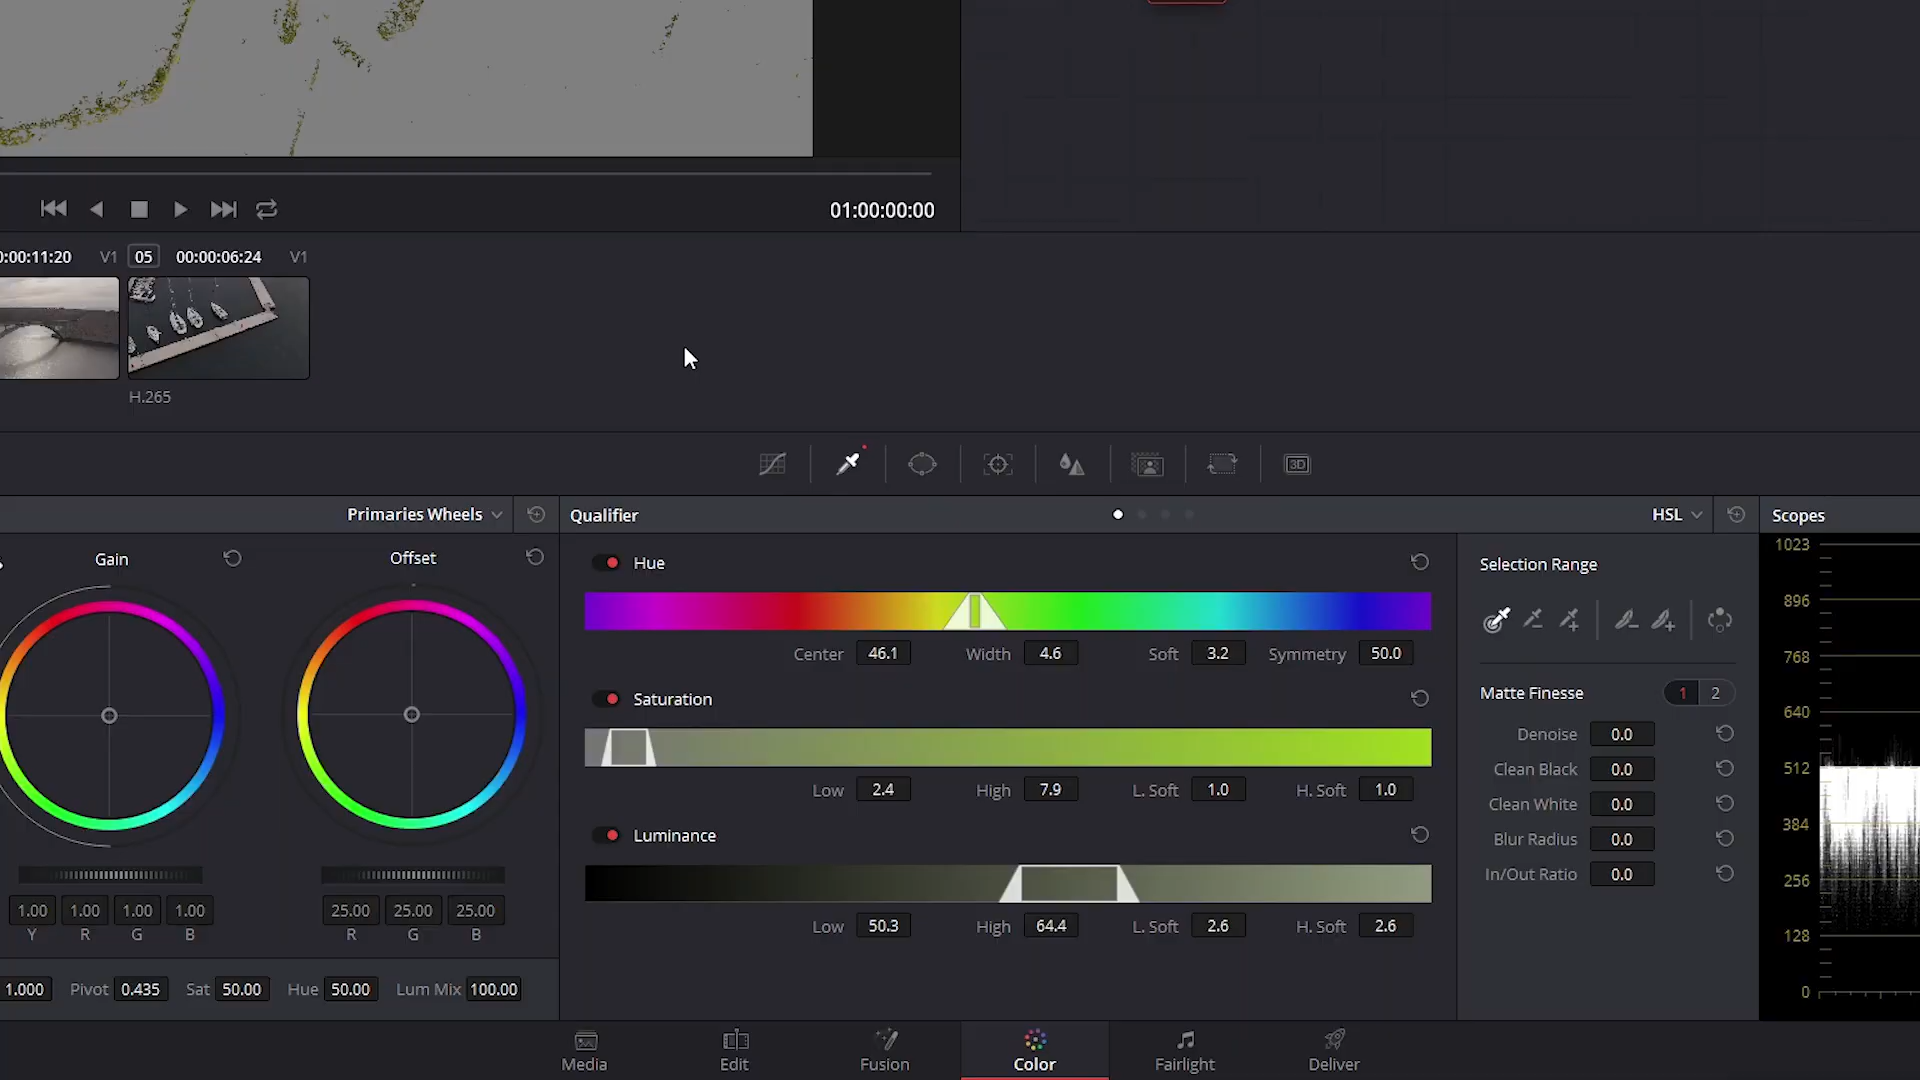 01:00:00:00
0:00:11:20 V1 05 00:00:06:24 V1
H.265
3D
Primaries Wheels
Gain
Offset
1.00 1.00 1.00 1.00
Y R G B
25.00 25.00 25.00
R G B
1.000 Pivot 0.435 Sat 50.00 Hue 50.00 Lum Mix 100.00
Qualifier
HSL
Hue
Center 46.1 Width 4.6 Soft 3.2 Symmetry 50.0
Saturation
Low 2.4 High 7.9 L. Soft 1.0 H. Soft 1.0
Luminance
Low 50.3 High 64.4 L. Soft 2.6 H. Soft 2.6
Selection Range
Matte Finesse 1 2
Denoise 0.0
Clean Black 0.0
Clean White 0.0
Blur Radius 0.0
In/Out Ratio 0.0
Scopes
1023
896
768
640
512
384
256
128
0
Media Edit Fusion Color Fairlight Deliver